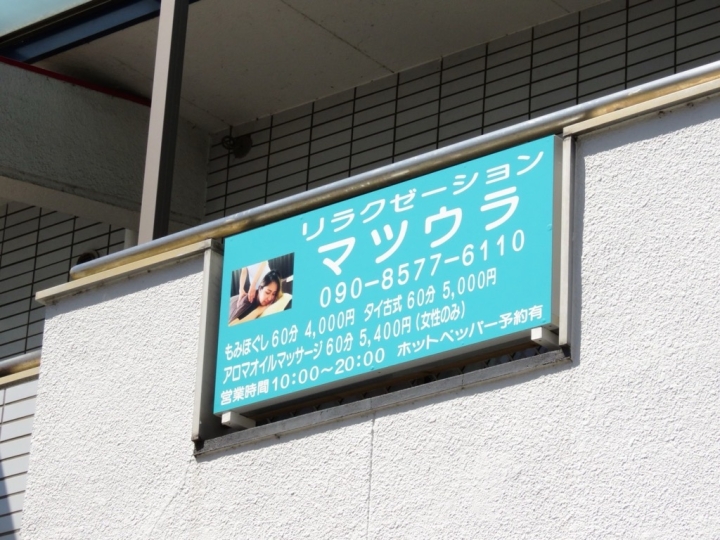 リラクゼーション
マツウラ
090-8577-6110
もみほぐし 60分 4,000円 タイ古式 60分 5,000円
アロマオイルマッサージ 60分 5,400円 (女性のみ)
営業時間 10:00～20:00 ホットペッパー予約有